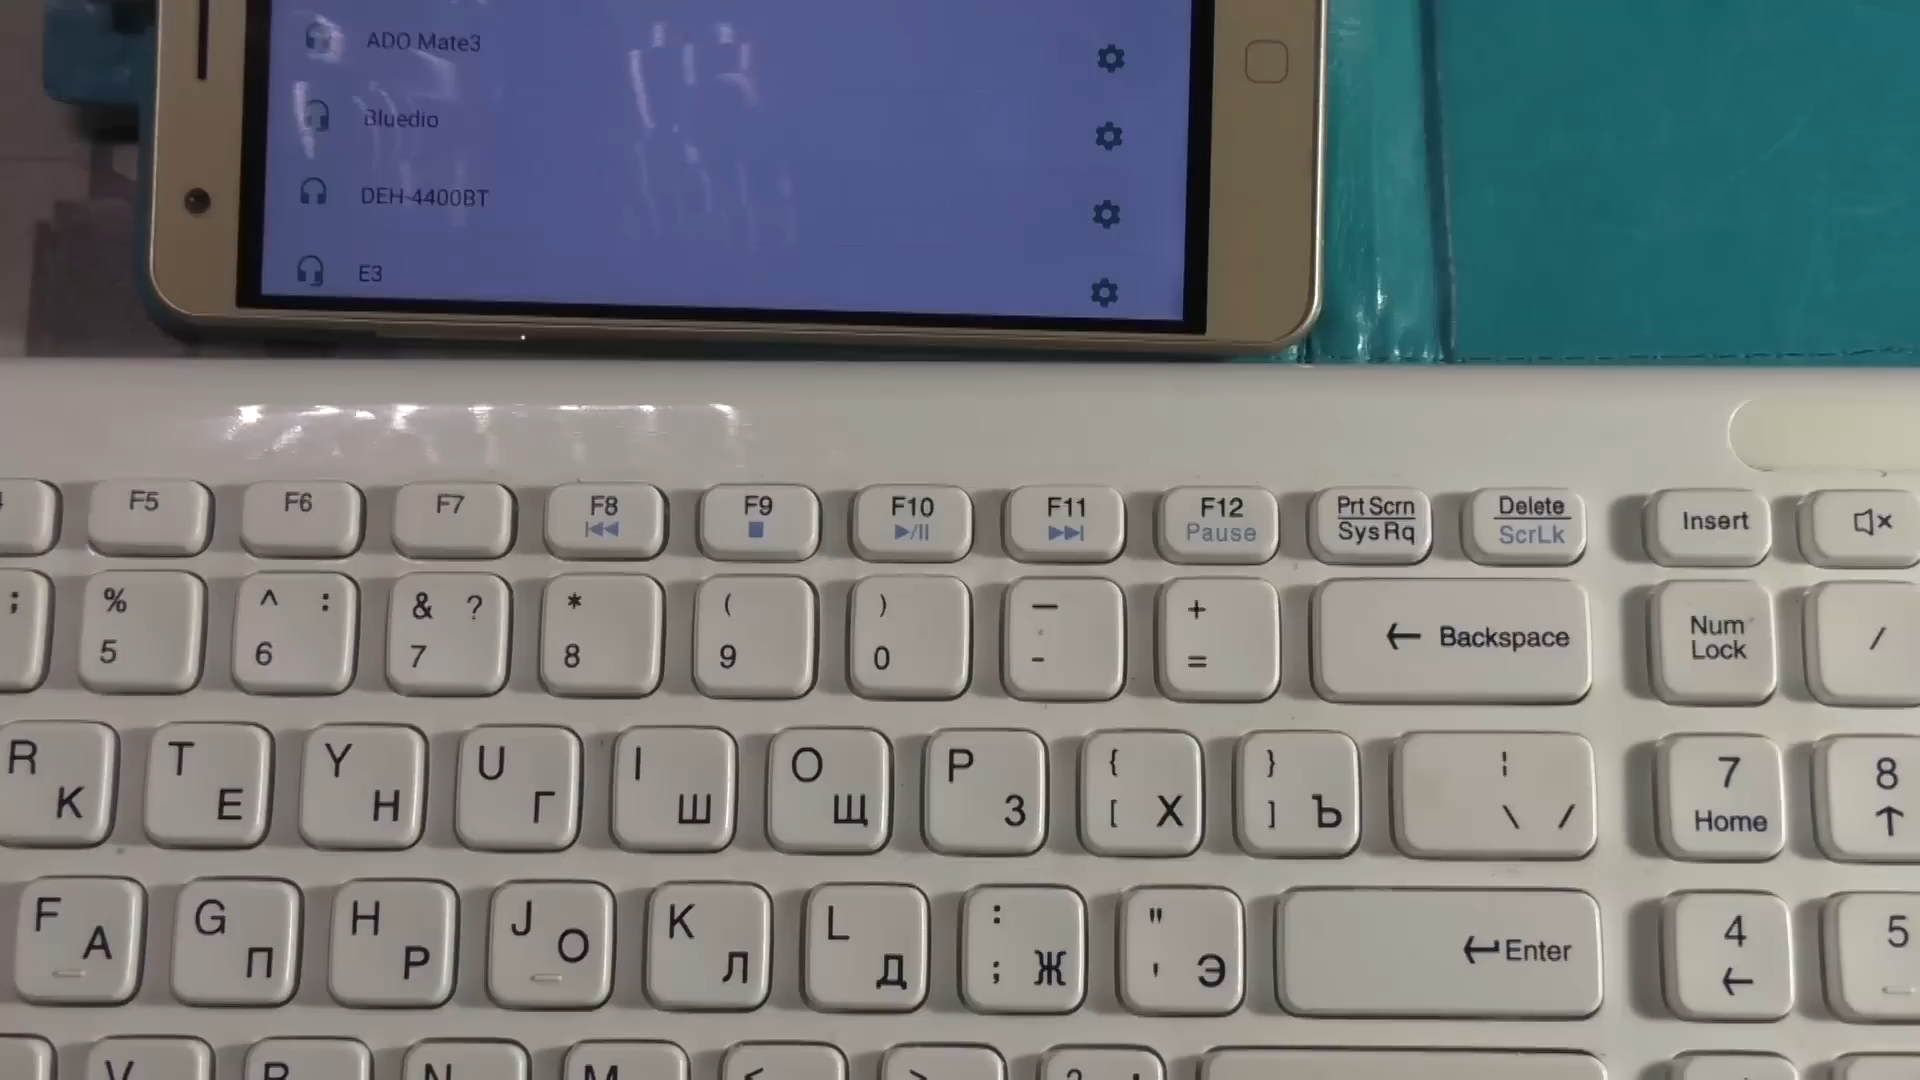 ADO Mate3
Bluedio
DEH-4400BT
E3
F5 F6 F7 F8 F9 F10 F11 F12 Prt Scrn Delete Insert
Pause SysRq ScrLk
; % ^ : & ? * ( ) — +
5 6 7 8 9 0 - = ← Backspace Num Lock /
R T Y U I O P { } ¦ 7 8
К Е Н Г Ш Щ З [ Х ] Ъ \ / Home ↑
F G H J K L : " 4 5
А П Р О Л Д ; Ж ' Э ↵ Enter ←
V B N M < > ?